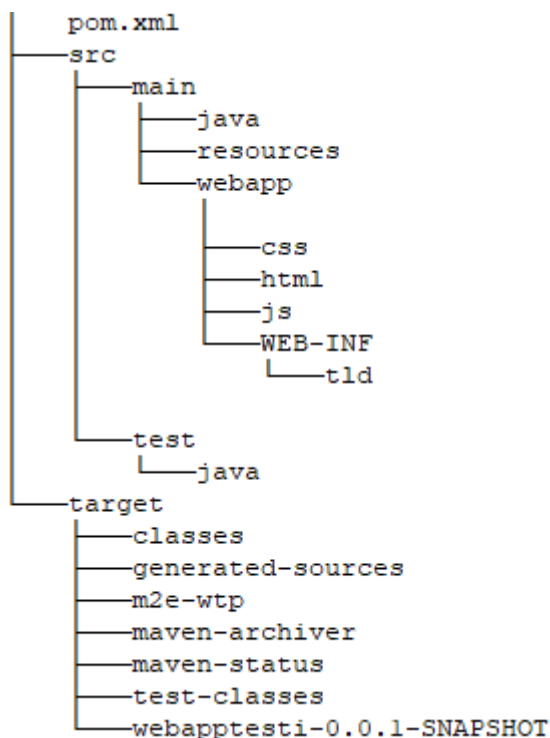 pom.xml
src
main
java
resources
webapp
css
html
js
WEB-INF
tld
test
java
target
classes
generated-sources
m2e-wtp
maven-archiver
maven-status
test-classes
webapptesti-0.0.1-SNAPSHOT